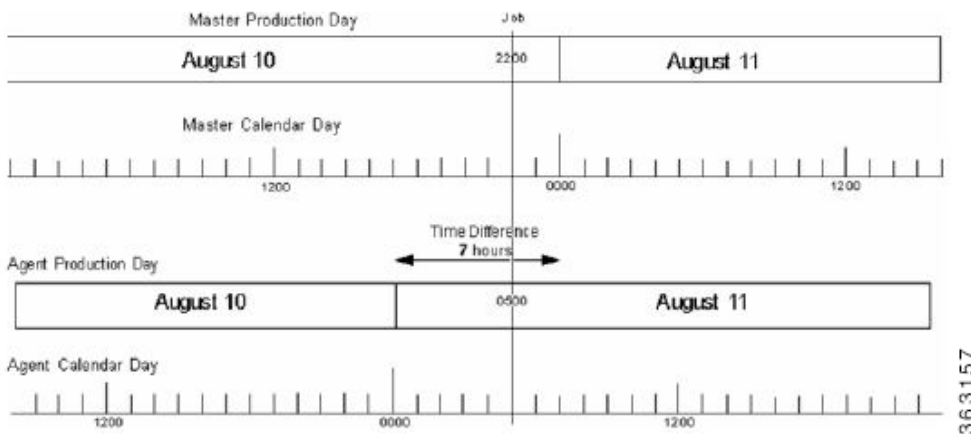 Master Production Day
Job
August 10
2200
August 11
Master Calendar Day
1200
0000
1200
Time Difference
7 hours
Agent Production Day
August 10
0500
August 11
Agent Calendar Day
1200
0000
1200
363157